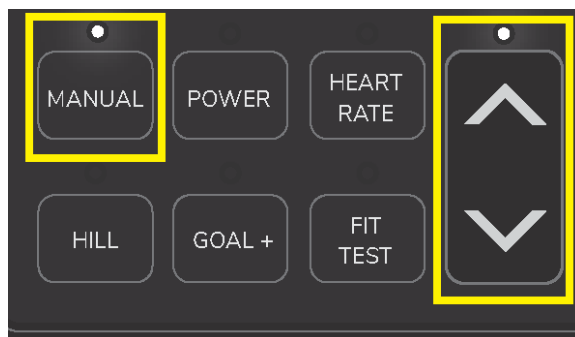 MANUAL
POWER
HEART
RATE
HILL
GOAL +
FIT
TEST